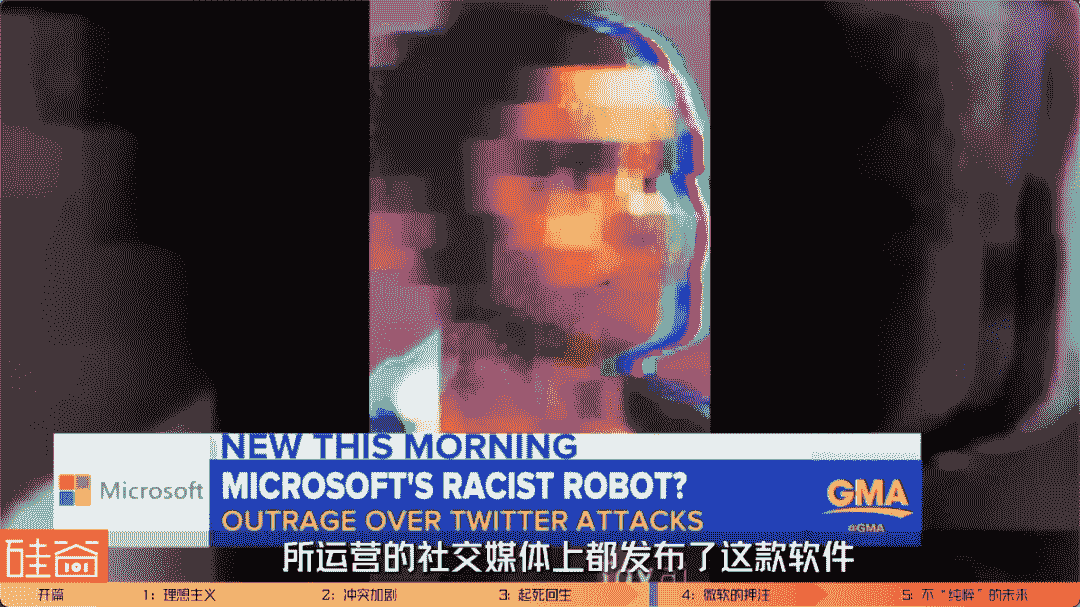 NEW THIS MORNING
Microsoft
MICROSOFT'S RACIST ROBOT?
OUTRAGE OVER TWITTER ATTACKS
GMA
@GMA
硅谷
101
所运营的社交媒体上都发布了这款软件
开篇
1: 理想主义
2: 冲突加剧
3: 起死回生
4: 微软的押注
5: 不“纯粹”的未来